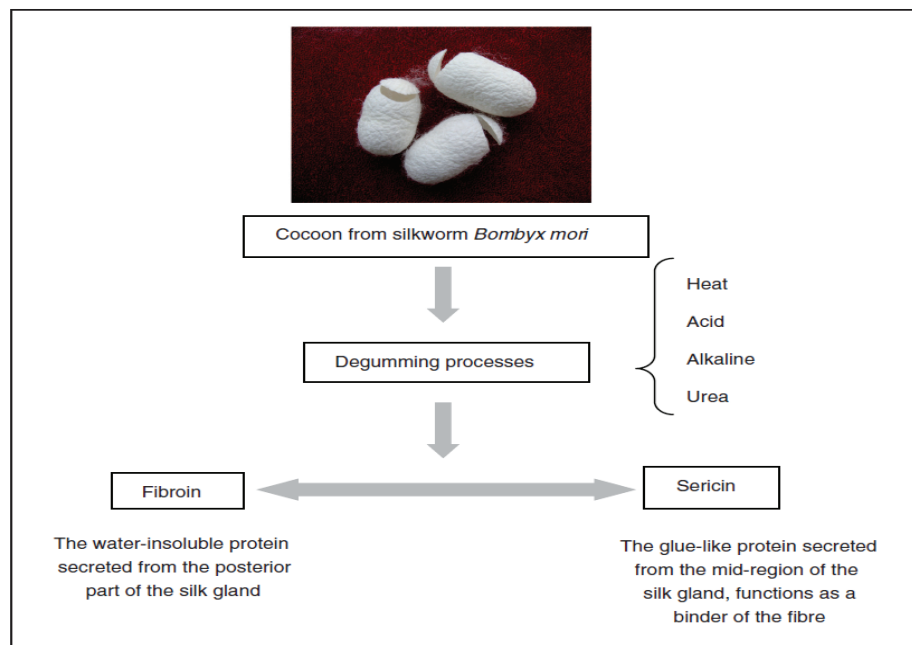 Cocoon from silkworm Bombyx mori
Heat
Acid
Alkaline
Urea
Degumming processes
Fibroin
Sericin
The water-insoluble protein
secreted from the posterior
part of the silk gland
The glue-like protein secreted
from the mid-region of the
silk gland, functions as a
binder of the fibre